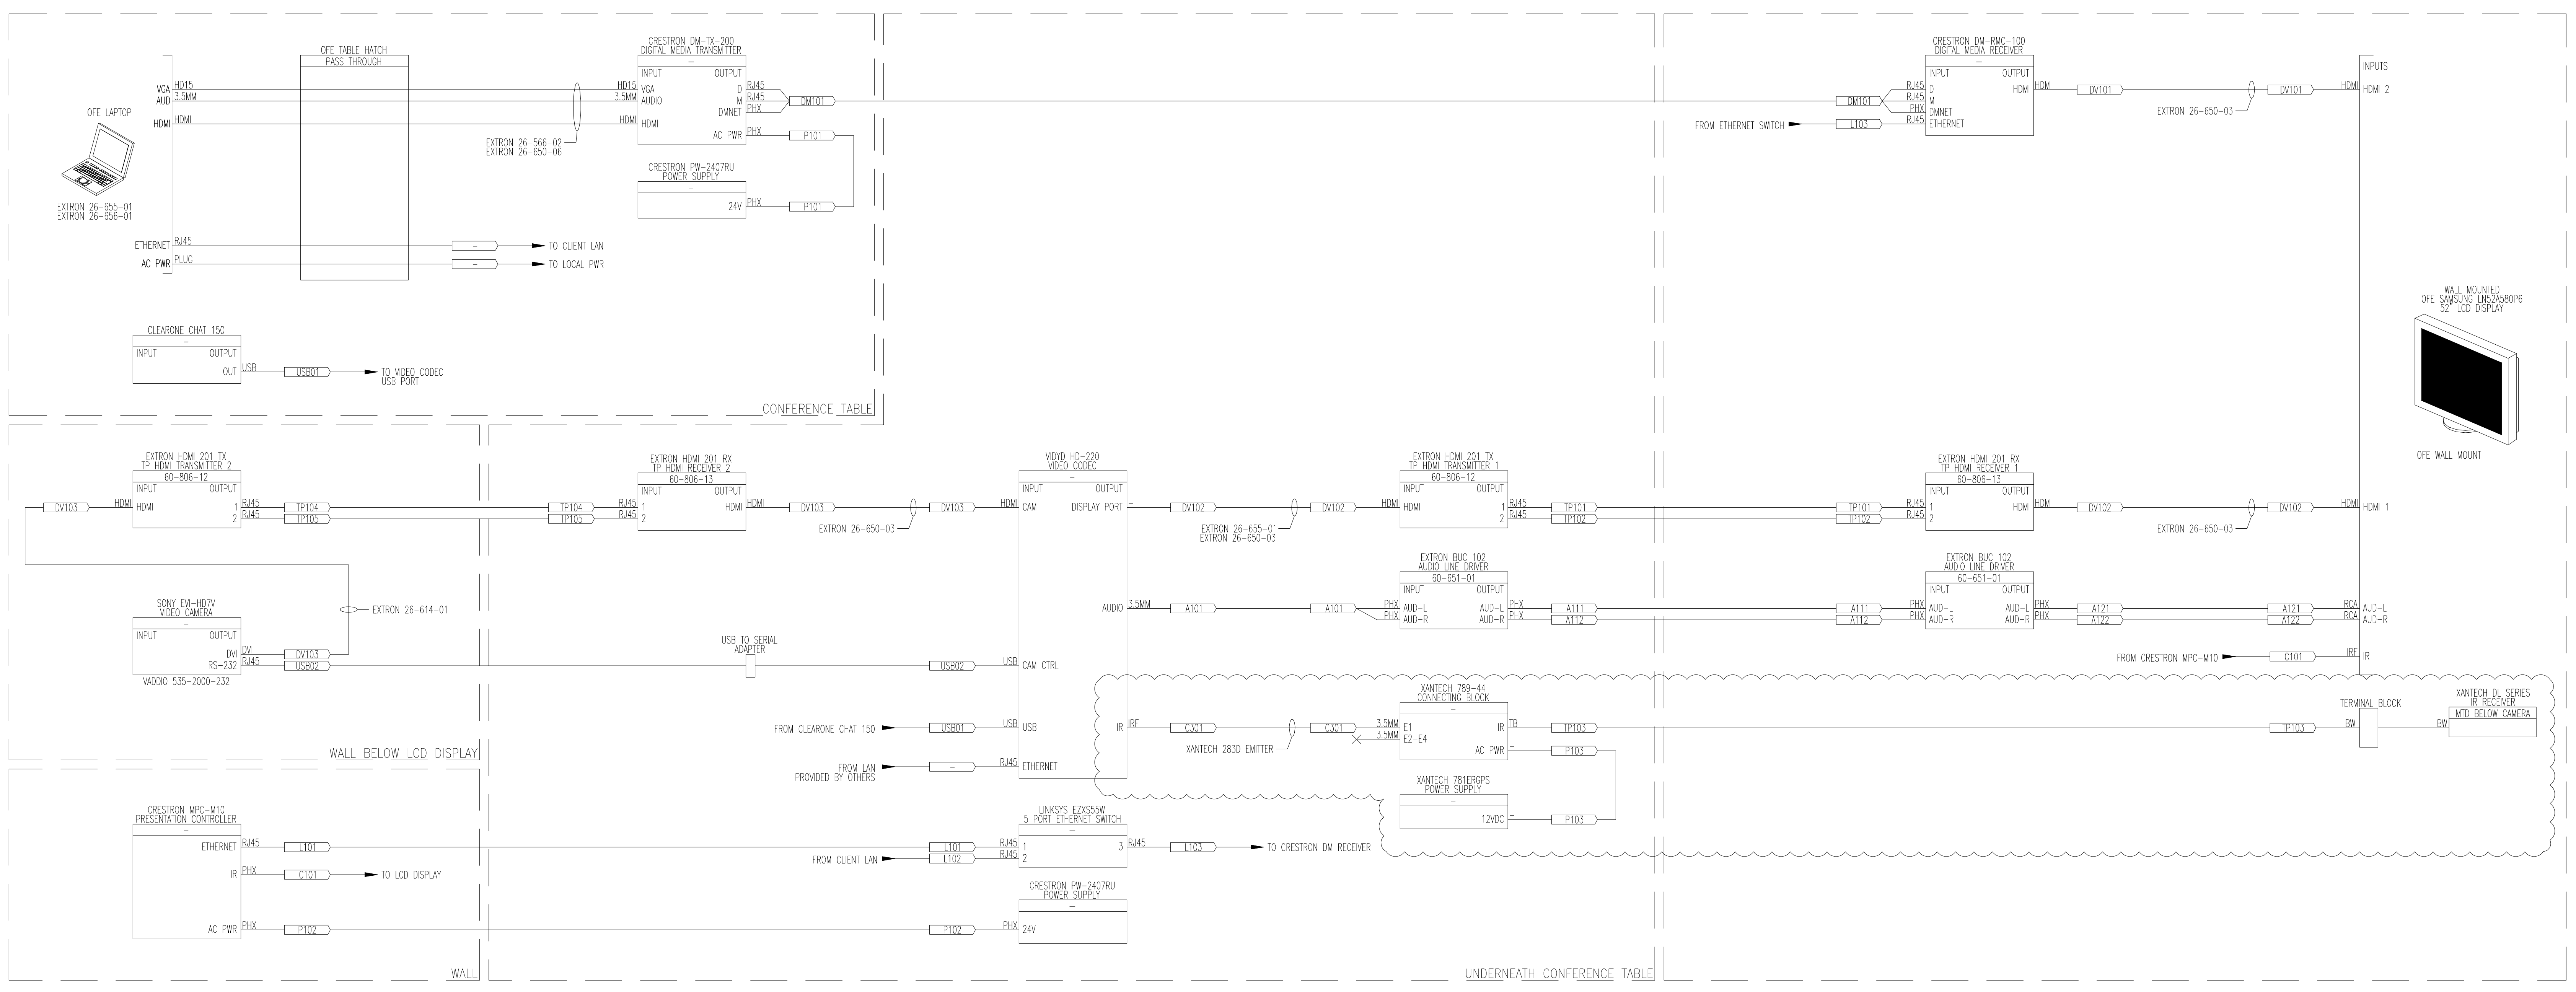 OFE LAPTOP
EXTRON 26-655-01
EXTRON 26-656-01
VGA
HD15
AUD
3.5MM
HDMI
HDMI
ETHERNET
RJ45
AC PWR
PLUG
OFE TABLE HATCH
PASS THROUGH
-
TO CLIENT LAN
-
TO LOCAL PWR
EXTRON 26-566-02
EXTRON 26-650-06
CRESTRON DM-TX-200
DIGITAL MEDIA TRANSMITTER
-
INPUT
OUTPUT
HD15
VGA
3.5MM
AUDIO
HDMI
HDMI
D
RJ45
M
RJ45
DMNET
PHX
DM101
AC PWR
PHX
P101
CRESTRON PW-2407RU
POWER SUPPLY
-
24V
PHX
P101
CLEARONE CHAT 150
-
INPUT
OUTPUT
OUT
USB
USB01
TO VIDEO CODEC
USB PORT
CONFERENCE TABLE
CRESTRON DM-RMC-100
DIGITAL MEDIA RECEIVER
-
INPUT
OUTPUT
DM101
RJ45
D
RJ45
M
PHX
DMNET
FROM ETHERNET SWITCH
L103
RJ45
ETHERNET
HDMI
HDMI
DV101
EXTRON 26-650-03
DV101
HDMI
HDMI 2
INPUTS
WALL MOUNTED
OFE SAMSUNG LN52A580P6
52" LCD DISPLAY
OFE WALL MOUNT
EXTRON HDMI 201 TX
TP HDMI TRANSMITTER 2
60-806-12
INPUT
OUTPUT
DV103
HDMI
HDMI
1
RJ45
TP104
2
RJ45
TP105
EXTRON 26-614-01
SONY EVI-HD7V
VIDEO CAMERA
-
INPUT
OUTPUT
DVI
DVI
DV103
RS-232
RJ45
USB02
VADDIO 535-2000-232
WALL BELOW LCD DISPLAY
EXTRON HDMI 201 RX
TP HDMI RECEIVER 2
60-806-13
INPUT
OUTPUT
TP104
RJ45
1
TP105
RJ45
2
HDMI
HDMI
DV103
EXTRON 26-650-03
DV103
USB TO SERIAL
ADAPTER
VIDYD HD-220
VIDEO CODEC
-
INPUT
OUTPUT
HDMI
CAM
DISPLAY PORT
-
DV102
EXTRON 26-655-01
EXTRON 26-650-03
DV102
AUDIO
3.5MM
A101
A101
USB02
USB
CAM CTRL
FROM CLEARONE CHAT 150
USB01
USB
USB
IR
IRF
C301
XANTECH 283D EMITTER
C301
FROM LAN
PROVIDED BY OTHERS
-
RJ45
ETHERNET
EXTRON HDMI 201 TX
TP HDMI TRANSMITTER 1
60-806-12
INPUT
OUTPUT
HDMI
HDMI
1
RJ45
TP101
2
RJ45
TP102
EXTRON BUC 102
AUDIO LINE DRIVER
60-651-01
INPUT
OUTPUT
PHX
AUD-L
AUD-L
PHX
A111
PHX
AUD-R
AUD-R
PHX
A112
XANTECH 789-44
CONNECTING BLOCK
-
3.5MM
E1
3.5MM
E2-E4
IR
TB
TP103
AC PWR
-
P103
XANTECH 781ERGPS
POWER SUPPLY
-
12VDC
-
P103
EXTRON HDMI 201 RX
TP HDMI RECEIVER 1
60-806-13
INPUT
OUTPUT
TP101
RJ45
1
TP102
RJ45
2
HDMI
HDMI
DV102
EXTRON 26-650-03
DV102
HDMI
HDMI 1
EXTRON BUC 102
AUDIO LINE DRIVER
60-651-01
INPUT
OUTPUT
A111
PHX
AUD-L
AUD-L
PHX
A121
A121
RCA
AUD-L
A112
PHX
AUD-R
AUD-R
PHX
A122
A122
RCA
AUD-R
FROM CRESTRON MPC-M10
C101
IRF
IR
TERMINAL BLOCK
TP103
BW
BW
XANTECH DL SERIES
IR RECEIVER
MTD BELOW CAMERA
CRESTRON MPC-M10
PRESENTATION CONTROLLER
-
ETHERNET
RJ45
L101
IR
PHX
C101
TO LCD DISPLAY
AC PWR
PHX
P102
WALL
LINKSYS EZXS55W
5 PORT ETHERNET SWITCH
-
L101
RJ45
1
FROM CLIENT LAN
L102
RJ45
2
3
RJ45
L103
TO CRESTRON DM RECEIVER
CRESTRON PW-2407RU
POWER SUPPLY
-
P102
PHX
24V
UNDERNEATH CONFERENCE TABLE